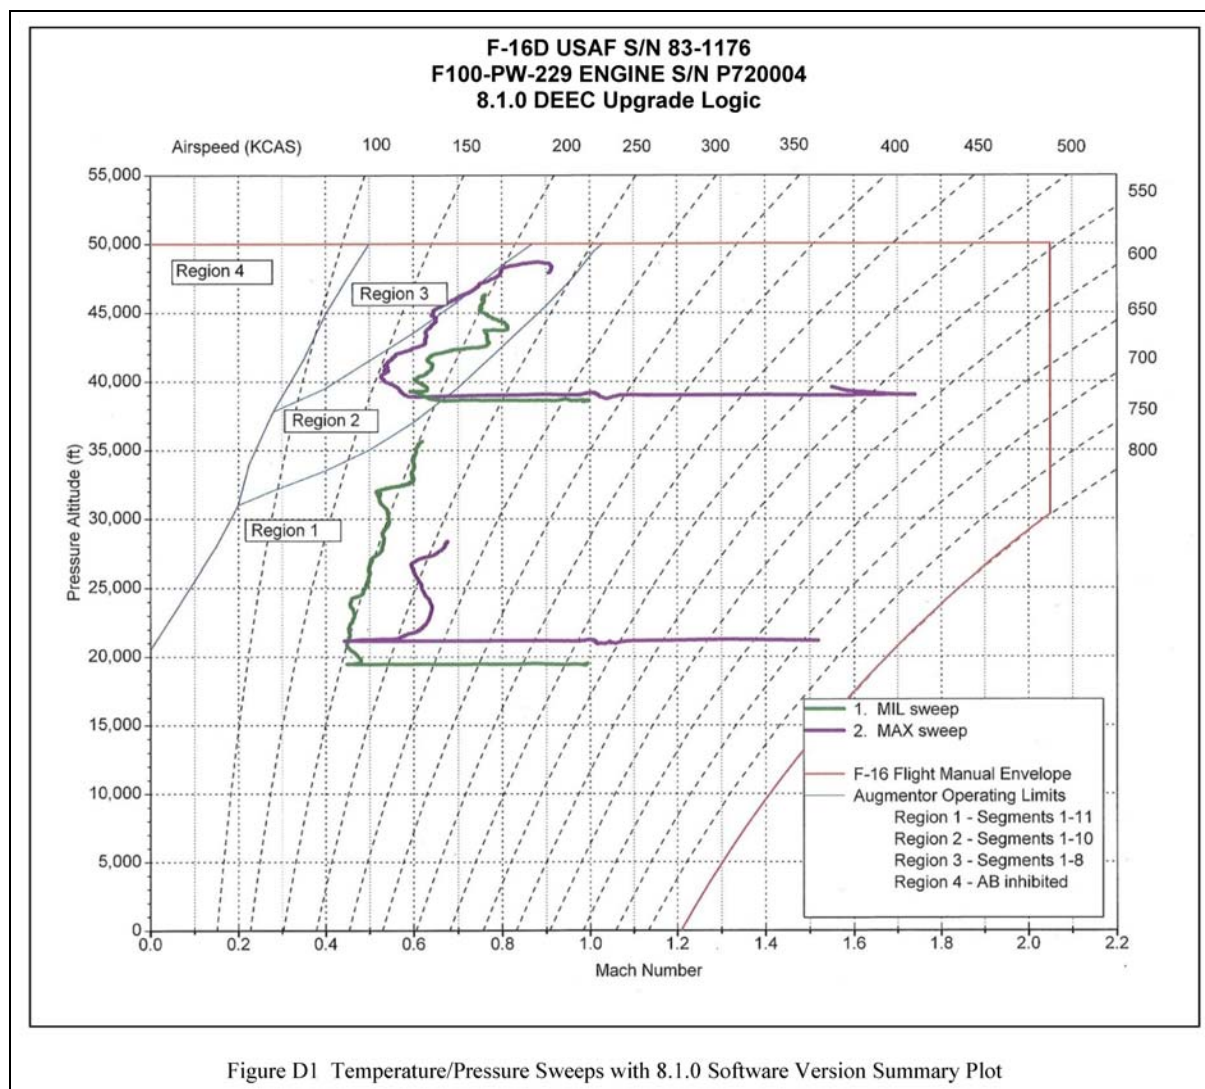 F-16D USAF S/N 83-1176
F100-PW-229 ENGINE S/N P720004
8.1.0 DEEC Upgrade Logic
Airspeed (KCAS) 100 150 200 250 300 350 400 450 500
55,000
550
50,000
600
Region 4
Region 3
45,000
650
700
40,000
750
Region 2
35,000
800
30,000
Region 1
Pressure Altitude (ft)
25,000
20,000
15,000
1. MIL sweep
2. MAX sweep
10,000
F-16 Flight Manual Envelope
Augmentor Operating Limits
Region 1 - Segments 1-11
Region 2 - Segments 1-10
5,000
Region 3 - Segments 1-8
Region 4 - AB inhibited
0
0.0 0.2 0.4 0.6 0.8 1.0 1.2 1.4 1.6 1.8 2.0 2.2
Mach Number
Figure D1 Temperature/Pressure Sweeps with 8.1.0 Software Version Summary Plot